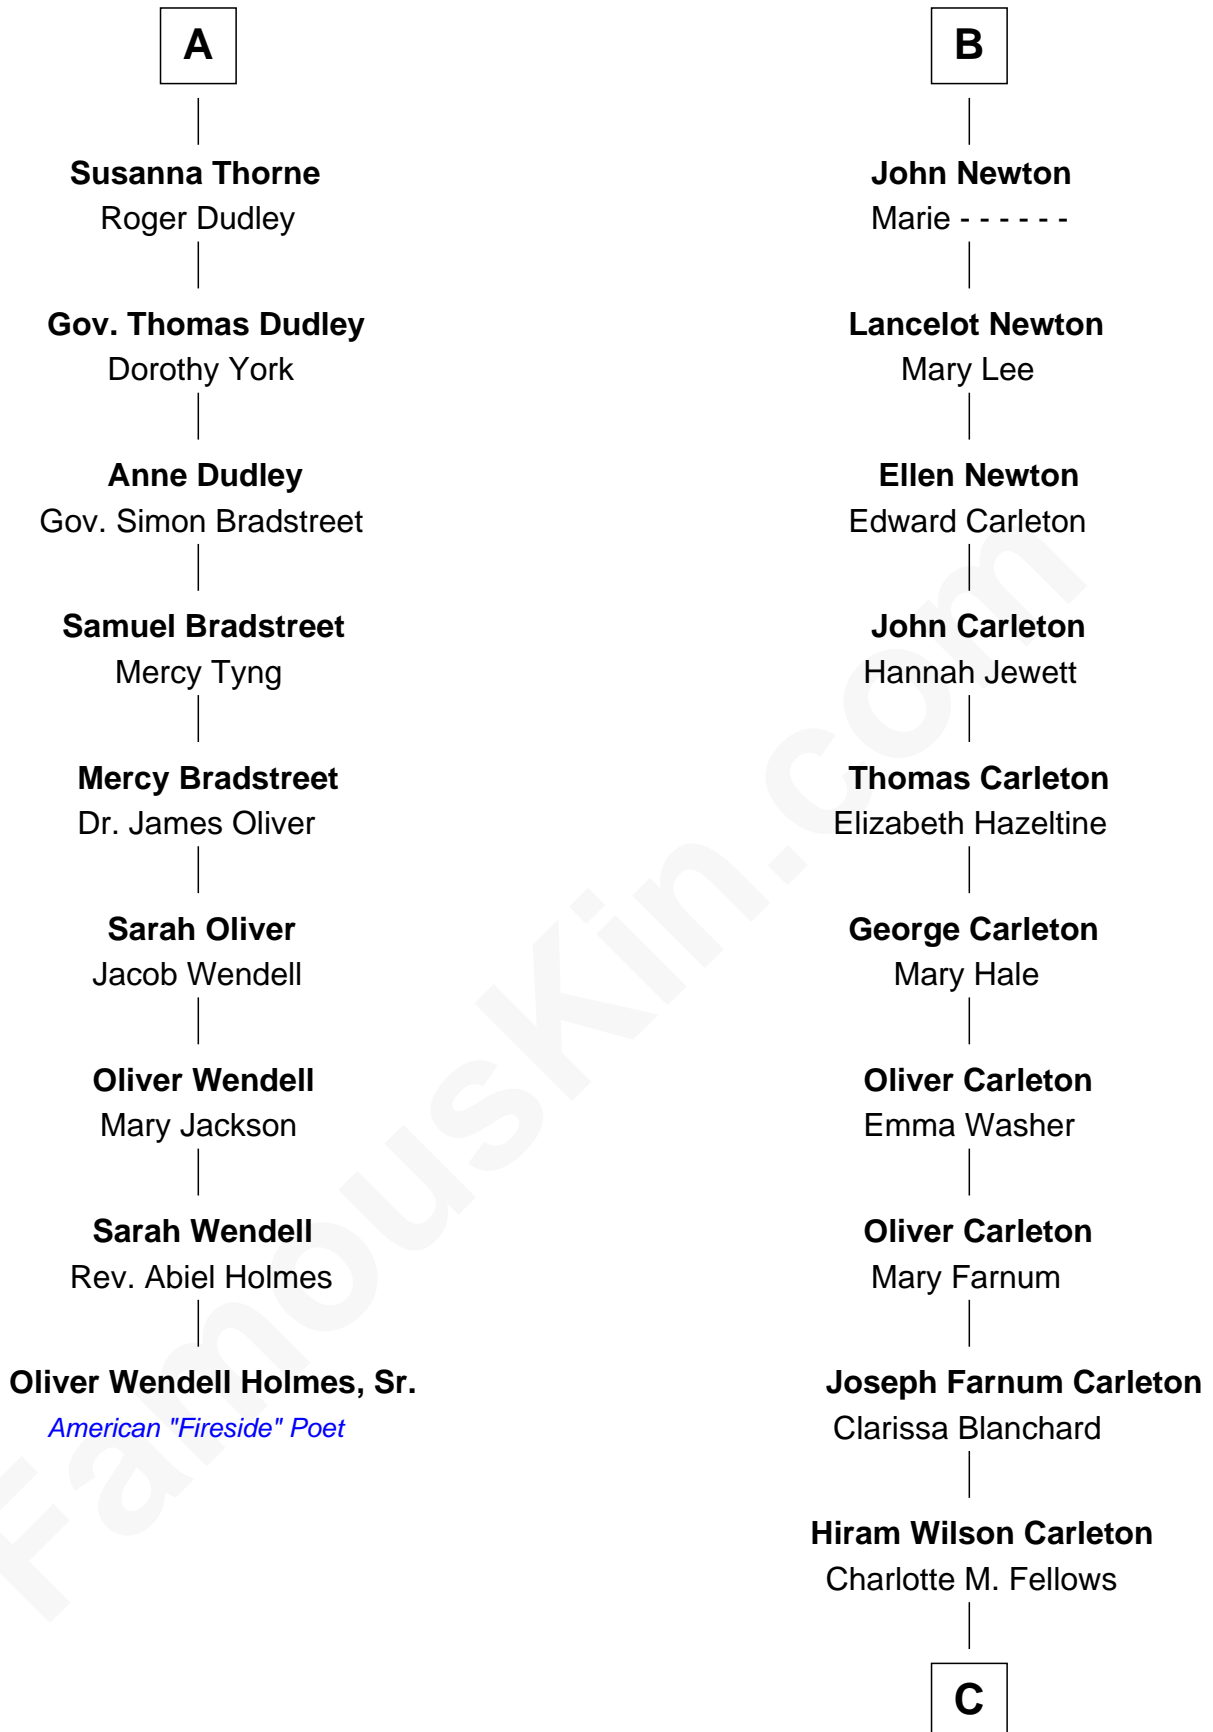 A
Susanna Thorne
Roger Dudley
Gov. Thomas Dudley
Dorothy York
Anne Dudley
Gov. Simon Bradstreet
Samuel Bradstreet
Mercy Tyng
Mercy Bradstreet
Dr. James Oliver
Sarah Oliver
Jacob Wendell
Oliver Wendell
Mary Jackson
Sarah Wendell
Rev. Abiel Holmes
Oliver Wendell Holmes, Sr.
American "Fireside" Poet
B
John Newton
Marie - - - - - -
Lancelot Newton
Mary Lee
Ellen Newton
Edward Carleton
John Carleton
Hannah Jewett
Thomas Carleton
Elizabeth Hazeltine
George Carleton
Mary Hale
Oliver Carleton
Emma Washer
Oliver Carleton
Mary Farnum
Joseph Farnum Carleton
Clarissa Blanchard
Hiram Wilson Carleton
Charlotte M. Fellows
C
FamousKin.com